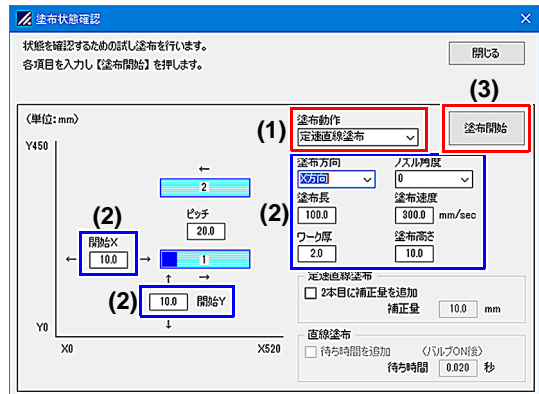 塗布状態確認
状態を確認するための試し塗布を行います。
各項目を入力し【塗布開始】を押します。
閉じる
(3)
塗布開始
(1)
塗布動作
定速直線塗布
(単位:mm)
Y450
←
2
ピッチ
20.0
(2)
開始X
← 10.0 →
1
↑ →
(2)
10.0 開始Y
↓
Y0
X0
X520
(2)
塗布方向 ノズル角度
X方向 0
塗布長 塗布速度
100.0 300.0 mm/sec
ワーク厚 塗布高さ
2.0 10.0
定速直線塗布
2本目に補正量を追加
補正量 10.0 mm
直線塗布
待ち時間を追加 (バルブON後)
待ち時間 0.020 秒